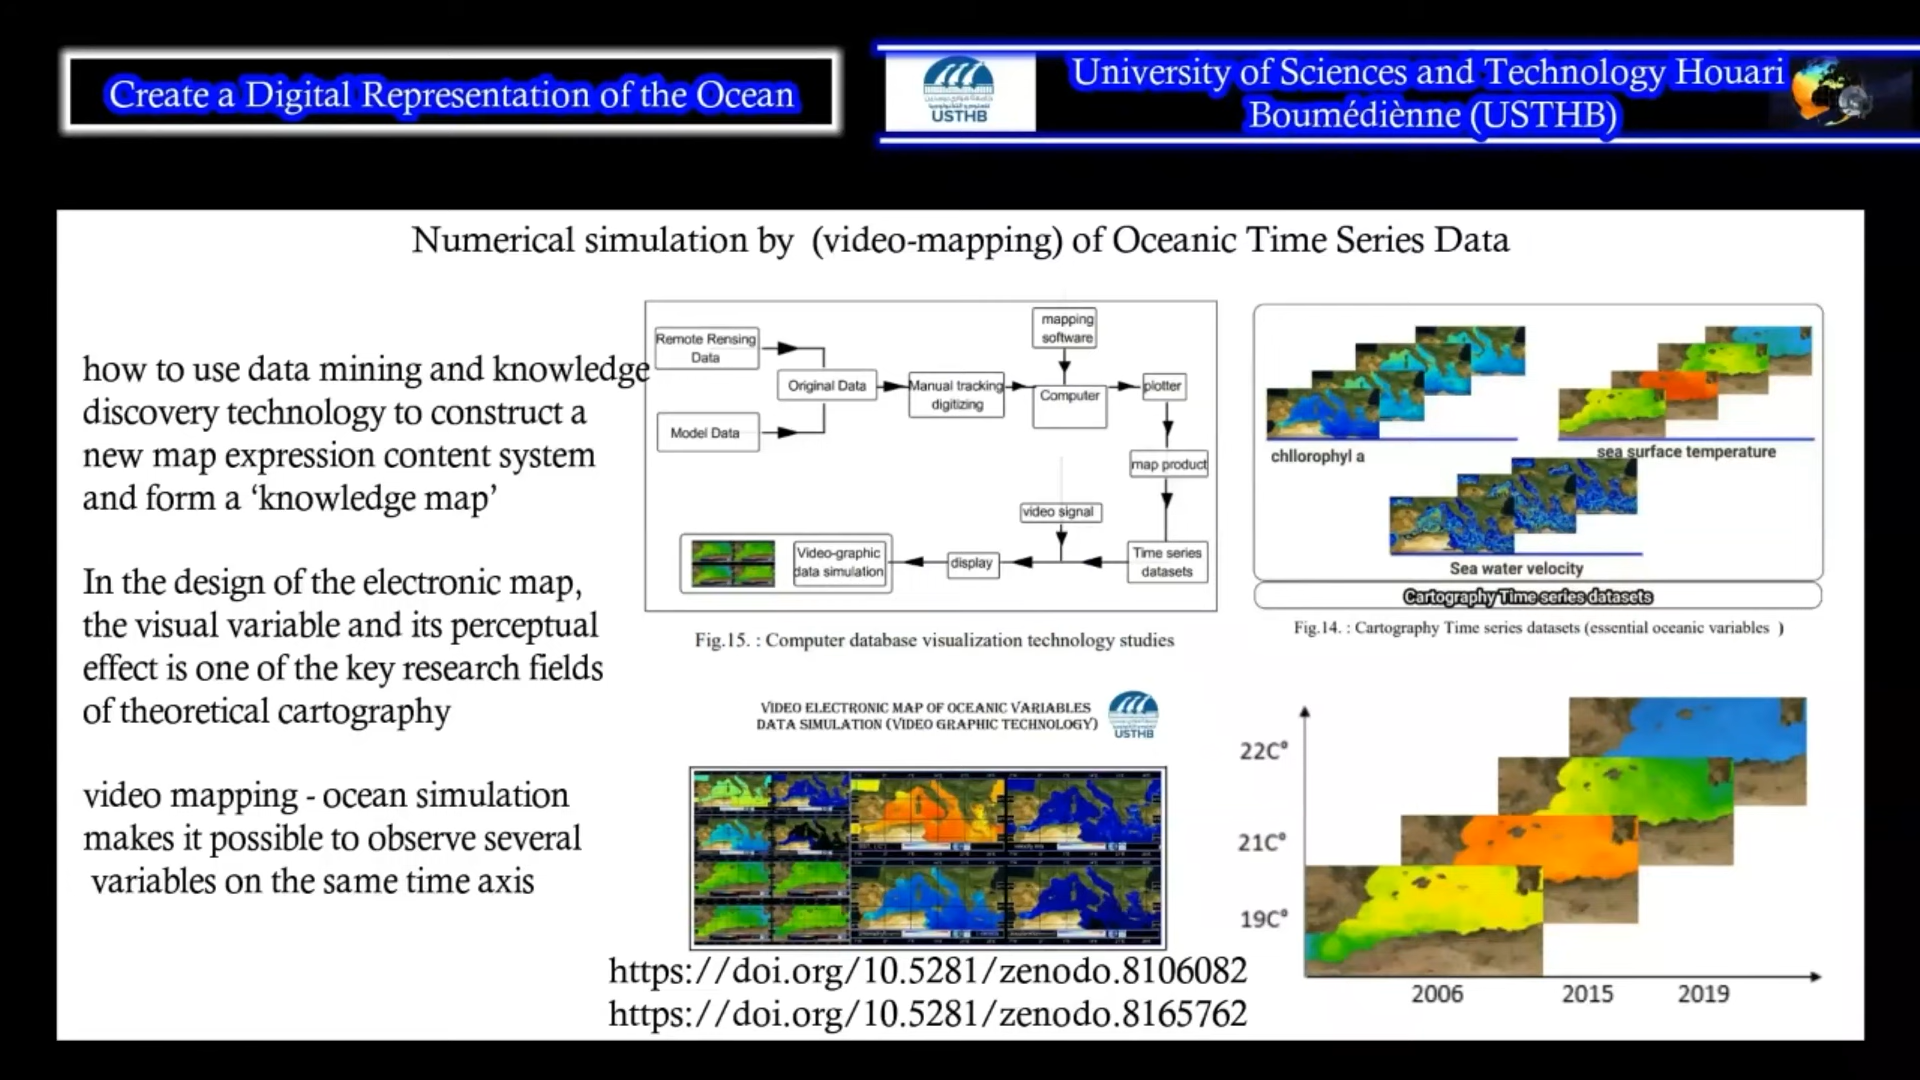 Create a Digital Representation of the Ocean
USTHB
University of Sciences and Technology Houari
Boumédiènne (USTHB)
Numerical simulation by (video-mapping) of Oceanic Time Series Data
how to use data mining and knowledge
discovery technology to construct a
new map expression content system
and form a ‘knowledge map’
In the design of the electronic map,
the visual variable and its perceptual
effect is one of the key research fields
of theoretical cartography
video mapping - ocean simulation
makes it possible to observe several
variables on the same time axis
Remote Rensing
Data
Model Data
Original Data
Manual tracking
digitizing
mapping
software
Computer
plotter
map product
Time series
datasets
video signal
display
Video-graphic
data simulation
Fig.15. : Computer database visualization technology studies
chllorophyl a
sea surface temperature
Sea water velocity
Cartography Time series datasets
Fig.14. : Cartography Time series datasets (essential oceanic variables )
VIDEO ELECTRONIC MAP OF OCEANIC VARIABLES
DATA SIMULATION (VIDEO GRAPHIC TECHNOLOGY)
USTHB
https://doi.org/10.5281/zenodo.8106082
https://doi.org/10.5281/zenodo.8165762
22C°
21C°
19C°
2006
2015
2019